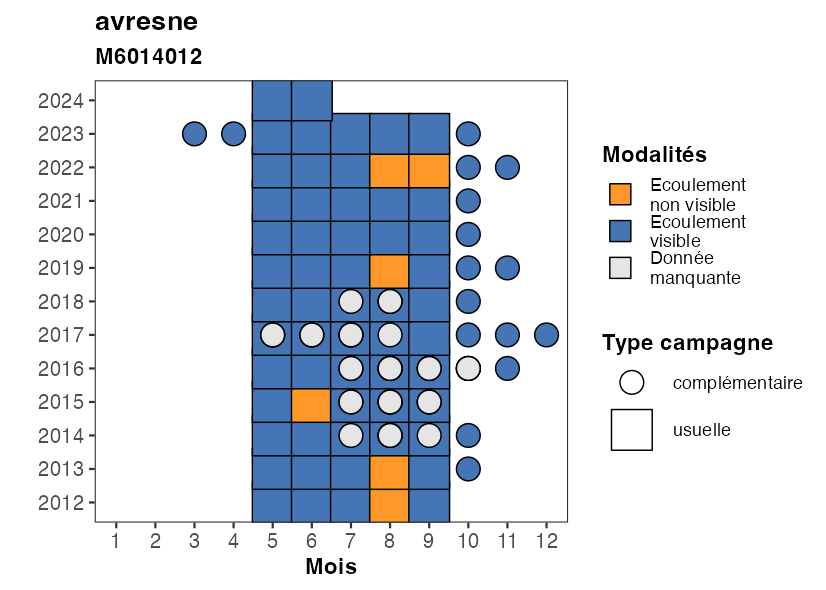 avresne
M6014012
2024
2023
2022
2021
2020
2019
2018
2017
2016
2015
2014
2013
2012
1 2 3 4 5 6 7 8 9 10 11 12
Mois
Modalités
Ecoulement
non visible
Ecoulement
visible
Donnée
manquante
Type campagne
complémentaire
usuelle